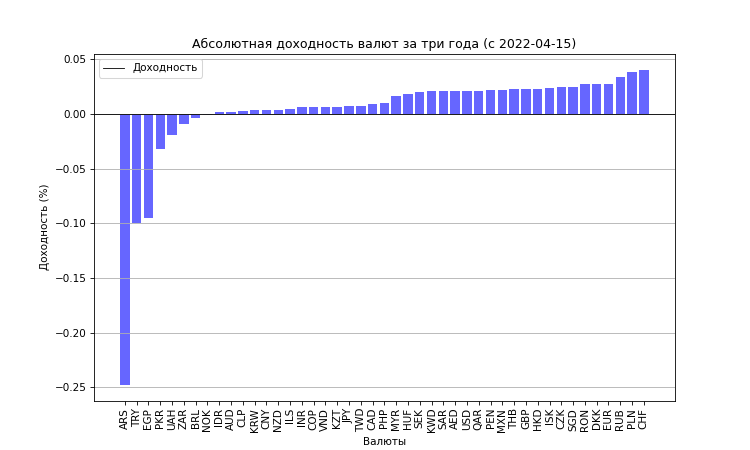 Абсолютная доходность валют за три года (с 2022-04-15)
Доходность
0.05
0.00
−0.05
−0.10
−0.15
−0.20
−0.25
Доходность (%)
ARS
TRY
EGP
PKR
UAH
ZAR
BRL
NOK
IDR
AUD
CLP
KRW
CNY
NZD
ILS
INR
COP
VND
KZT
JPY
TWD
CAD
PHP
MYR
HUF
SEK
KWD
SAR
AED
USD
QAR
PEN
MXN
THB
GBP
HKD
ISK
CZK
SGD
RON
DKK
EUR
RUB
PLN
CHF
Валюты